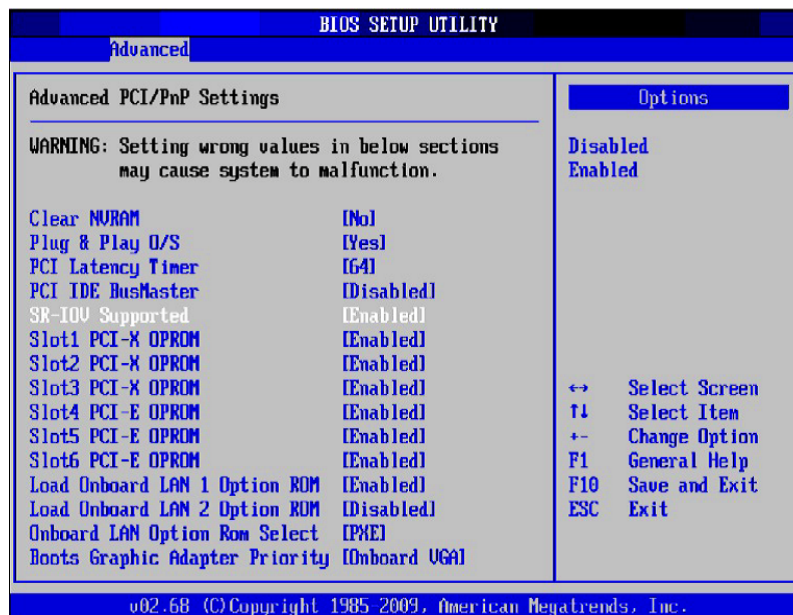 BIOS SETUP UTILITY
Advanced
Advanced PCI/PnP Settings
WARNING: Setting wrong values in below sections
may cause system to malfunction.
Clear NVRAM [No]
Plug & Play O/S [Yes]
PCI Latency Timer [64]
PCI IDE BusMaster [Disabled]
SR-IOV Supported [Enabled]
Slot1 PCI-X OPROM [Enabled]
Slot2 PCI-X OPROM [Enabled]
Slot3 PCI-X OPROM [Enabled]
Slot4 PCI-E OPROM [Enabled]
Slot5 PCI-E OPROM [Enabled]
Slot6 PCI-E OPROM [Enabled]
Load Onboard LAN 1 Option ROM [Enabled]
Load Onboard LAN 2 Option ROM [Disabled]
Onboard LAN Option Rom Select [PXE]
Boots Graphic Adapter Priority [Onboard VGA]
Options
Disabled
Enabled
↔ Select Screen
↑↓ Select Item
+- Change Option
F1 General Help
F10 Save and Exit
ESC Exit
v02.68 (C)Copyright 1985-2009, American Megatrends, Inc.